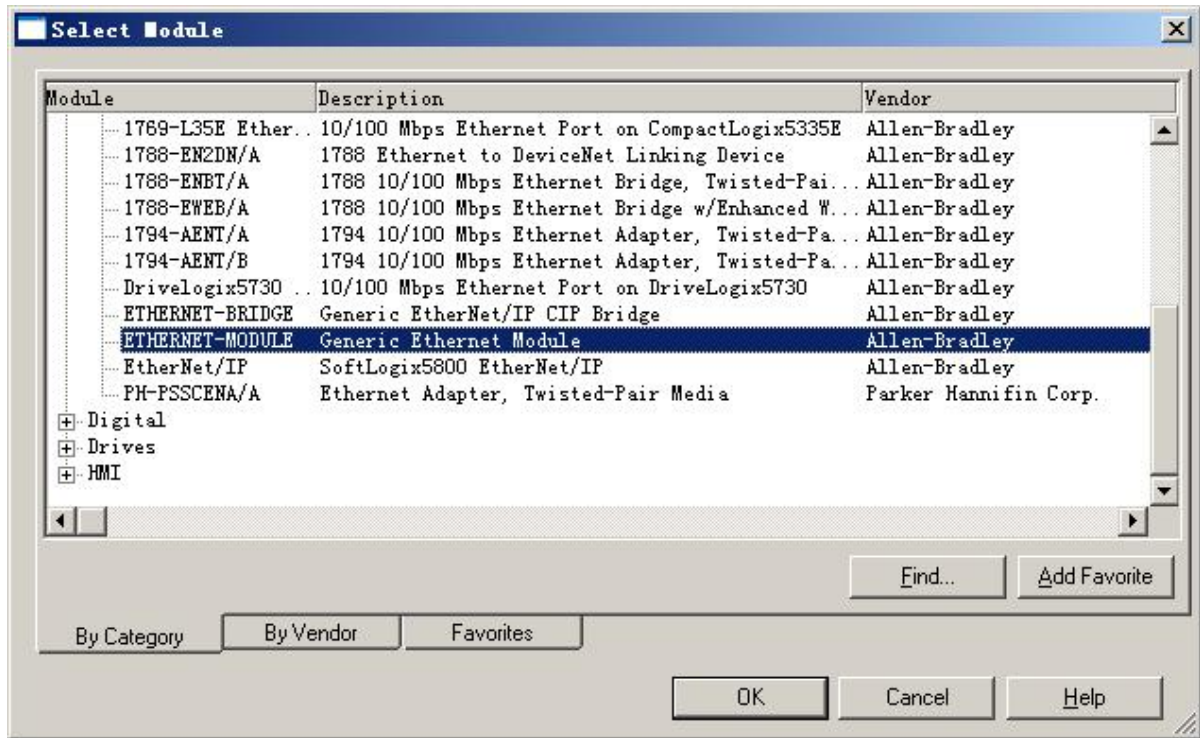 Select Module
Module Description Vendor
1769-L35E Ether.. 10/100 Mbps Ethernet Port on CompactLogix5335E Allen-Bradley
1788-EN2DN/A 1788 Ethernet to DeviceNet Linking Device Allen-Bradley
1788-ENBT/A 1788 10/100 Mbps Ethernet Bridge, Twisted-Pai... Allen-Bradley
1788-EWEB/A 1788 10/100 Mbps Ethernet Bridge w/Enhanced W... Allen-Bradley
1794-AENT/A 1794 10/100 Mbps Ethernet Adapter, Twisted-Pa... Allen-Bradley
1794-AENT/B 1794 10/100 Mbps Ethernet Adapter, Twisted-Pa... Allen-Bradley
Drivelogix5730 .. 10/100 Mbps Ethernet Port on DriveLogix5730 Allen-Bradley
ETHERNET-BRIDGE Generic EtherNet/IP CIP Bridge Allen-Bradley
ETHERNET-MODULE Generic Ethernet Module Allen-Bradley
EtherNet/IP SoftLogix5800 EtherNet/IP Allen-Bradley
PH-PSSCENA/A Ethernet Adapter, Twisted-Pair Media Parker Hannifin Corp.
Digital
Drives
HMI
Find... Add Favorite
By Category By Vendor Favorites
OK Cancel Help